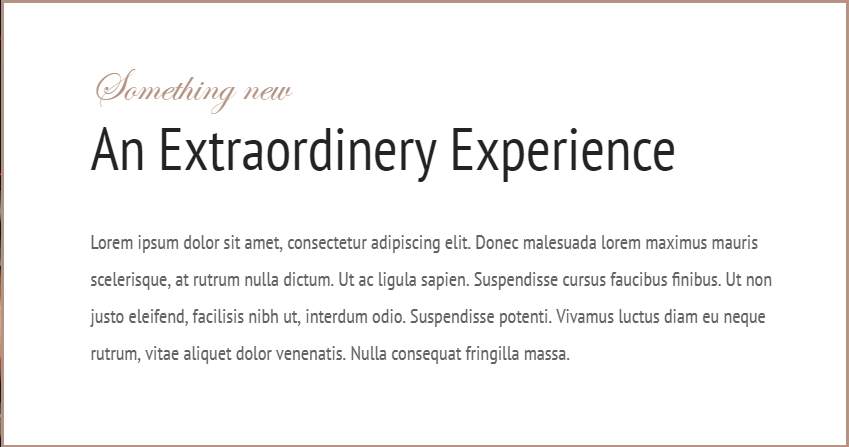 Something new
An Extraordinery Experience
Lorem ipsum dolor sit amet, consectetur adipiscing elit. Donec malesuada lorem maximus mauris
scelerisque, at rutrum nulla dictum. Ut ac ligula sapien. Suspendisse cursus faucibus finibus. Ut non
justo eleifend, facilisis nibh ut, interdum odio. Suspendisse potenti. Vivamus luctus diam eu neque
rutrum, vitae aliquet dolor venenatis. Nulla consequat fringilla massa.